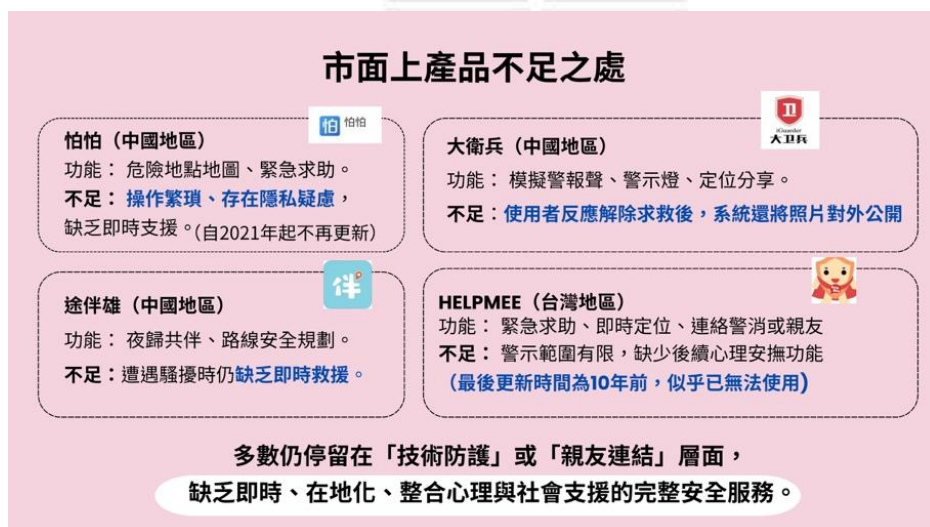 市面上產品不足之處
怕怕（中國地區）
怕 怕怕
功能： 危險地點地圖、緊急求助。
不足： 操作繁瑣、存在隱私疑慮，
缺乏即時支援。(自2021年起不再更新)
大衛兵（中國地區）
卫
iGuarder
大卫兵
功能： 模擬警報聲、警示燈、定位分享。
不足：使用者反應解除求救後，系統還將照片對外公開
途伴雄（中國地區）
伴
功能： 夜歸共伴、路線安全規劃。
不足：遭遇騷擾時仍缺乏即時救援。
HELPMEE（台灣地區）
功能： 緊急求助、即時定位、連絡警消或親友
不足： 警示範圍有限，缺少後續心理安撫功能
（最後更新時間為10年前，似乎已無法使用)
多數仍停留在「技術防護」或「親友連結」層面，
缺乏即時、在地化、整合心理與社會支援的完整安全服務。